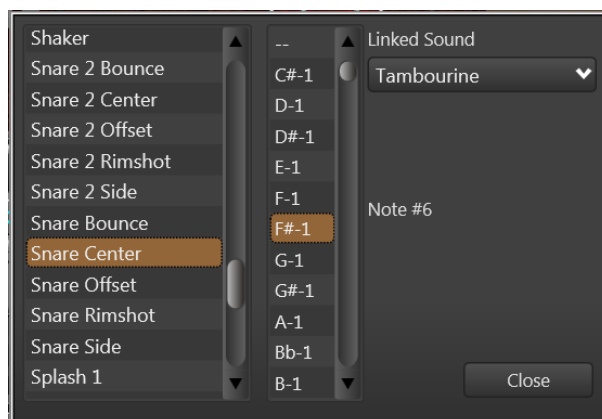 Shaker
Snare 2 Bounce
Snare 2 Center
Snare 2 Offset
Snare 2 Rimshot
Snare 2 Side
Snare Bounce
Snare Center
Snare Offset
Snare Rimshot
Snare Side
Splash 1
--
C#-1
D-1
D#-1
E-1
F-1
F#-1
G-1
G#-1
A-1
Bb-1
B-1
Linked Sound
Tambourine
Note #6
Close